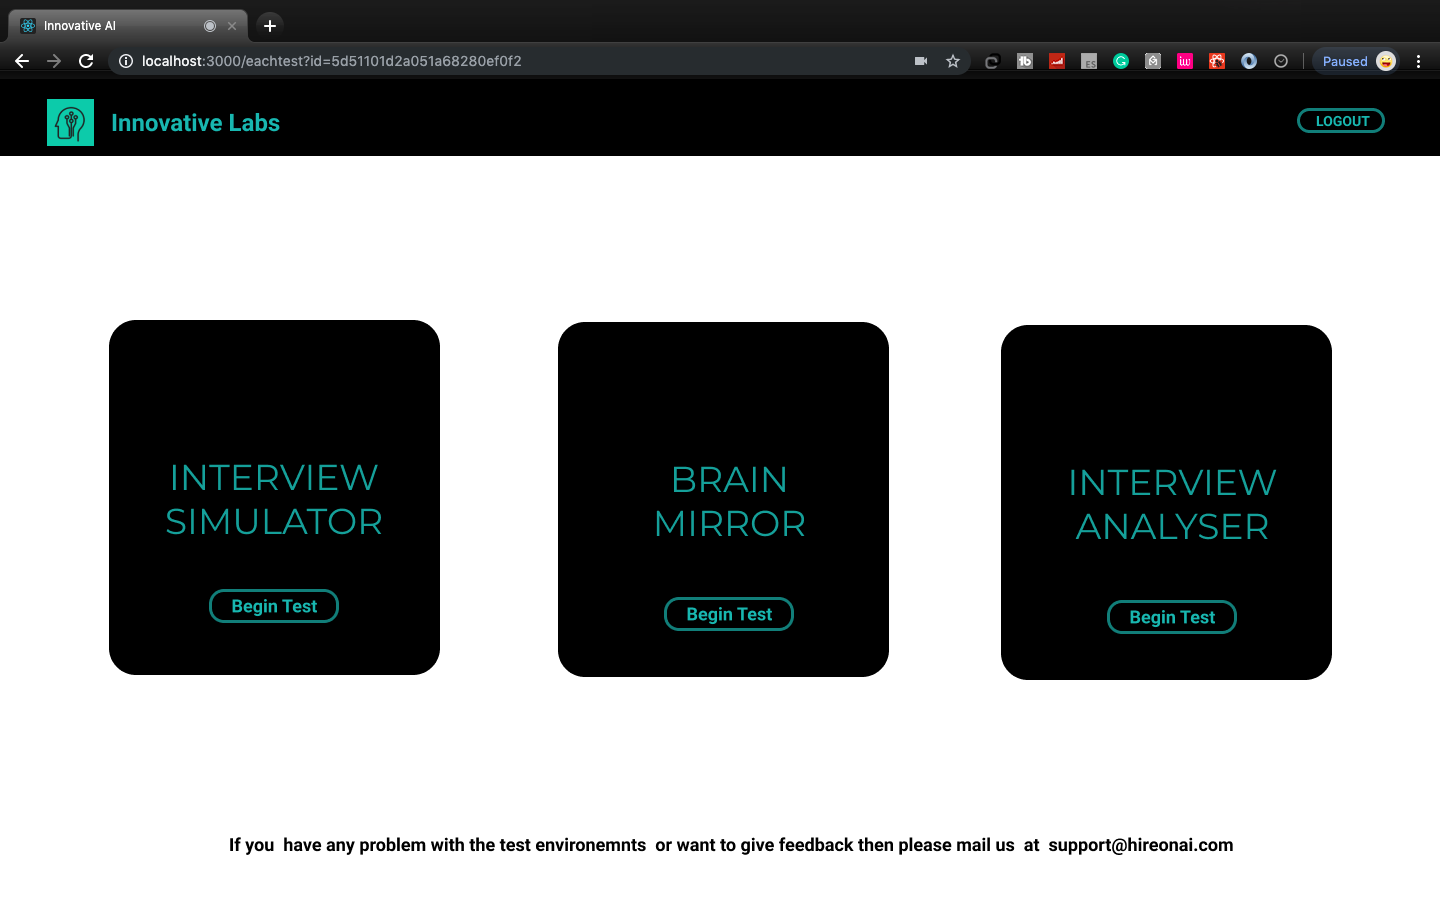 Innovative AI
localhost:3000/eachtest?id=5d51101d2a051a68280ef0f2
Paused
Innovative Labs
LOGOUT
INTERVIEW
SIMULATOR
Begin Test
BRAIN
MIRROR
Begin Test
INTERVIEW
ANALYSER
Begin Test
If you  have any problem with the test environemnts  or want to give feedback then please mail us  at  support@hireonai.com